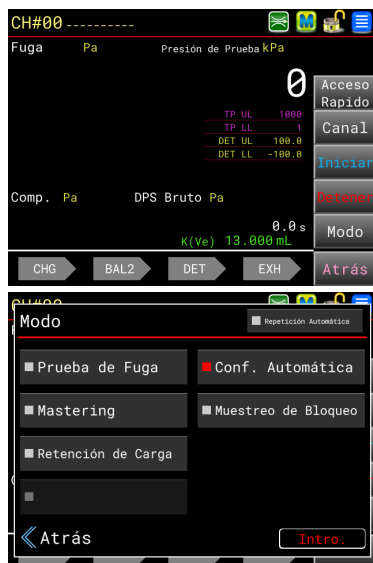 CH#00 ----------
Fuga Pa Presión de Prueba kPa
0
Acceso
Rapido
TP UL 1000
TP LL 1
DET UL 100.0
DET LL -100.0
Canal
Iniciar
Comp. Pa DPS Bruto Pa
Detener
0.0 s
K(Ve) 13.000 mL
Modo
CHG BAL2 DET EXH Atrás
CH#00
Modo Repetición Automática
Prueba de Fuga Conf. Automática
Mastering Muestreo de Bloqueo
Retención de Carga
Atrás Intro.